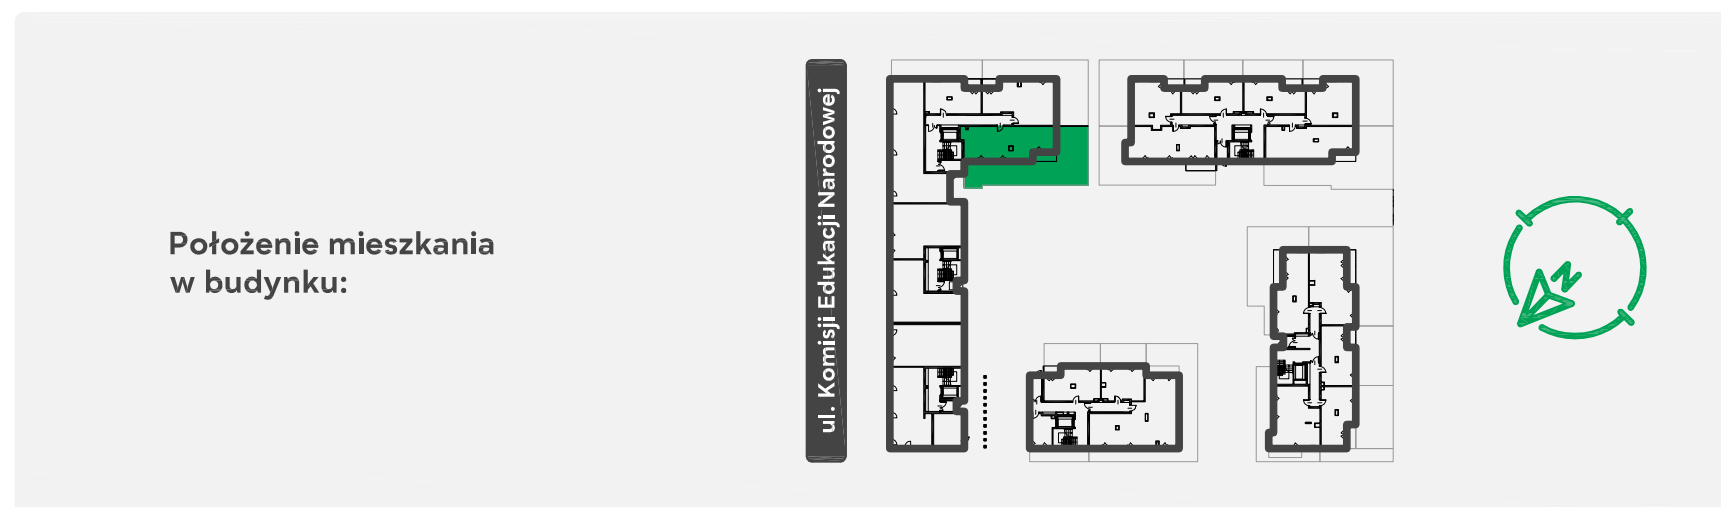 Położenie mieszkania
w budynku:
ul. Komisji Edukacji Narodowej
N